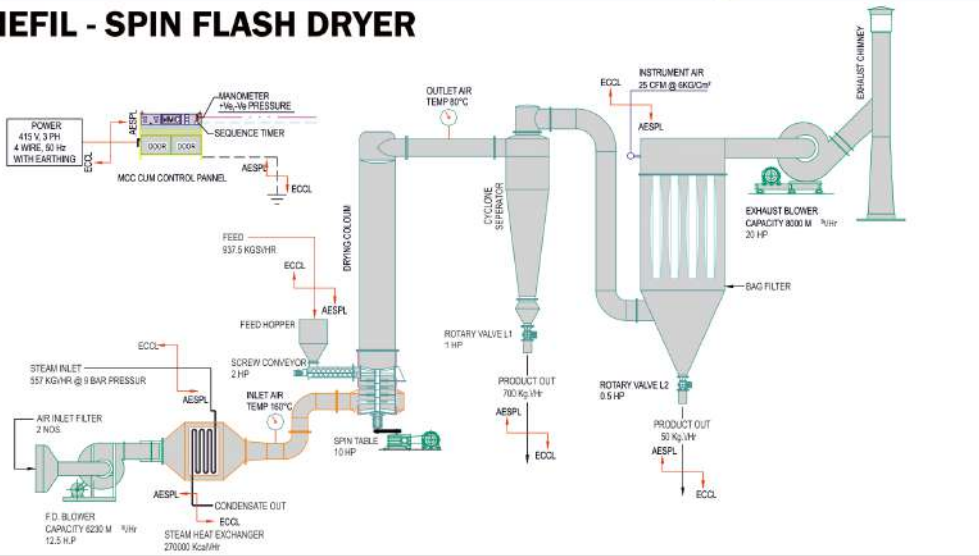 NEFIL - SPIN FLASH DRYER
MANOMETER
+Ve,-Ve PRESSURE
SEQUENCE TIMER
POWER
415 V, 3 PH
4 WIRE, 50 Hz
WITH EARTHING
AESPL
ECCL
DOOR DOOR
MCC CUM CONTROL PANNEL
AESPL
ECCL
OUTLET AIR
TEMP 80°C
ECCL
INSTRUMENT AIR
25 CFM @ 6KG/Cm²
AESPL
EXHAUST CHIMNEY
DRYING COLOUM
CYCLONE
SEPERATOR
EXHAUST BLOWER
CAPACITY 8000 M ³/Hr
20 HP
BAG FILTER
FEED
937.5 KGS/HR
ECCL
AESPL
FEED HOPPER
SCREW CONVEYOR
2 HP
ROTARY VALVE L1
1 HP
PRODUCT OUT
700 Kg./Hr
AESPL
ECCL
ROTARY VALVE L2
0.5 HP
PRODUCT OUT
50 Kg./Hr
AESPL
ECCL
ECCL
STEAM INLET
557 KG/HR @ 9 BAR PRESSUR
AESPL
INLET AIR
TEMP 160°C
AIR INLET FILTER
2 NOS.
SPIN TABLE
10 HP
AESPL
CONDENSATE OUT
ECCL
F.D. BLOWER
CAPACITY 6230 M ³/Hr
12.5 H.P
STEAM HEAT EXCHANGER
270000 Kcal/Hr